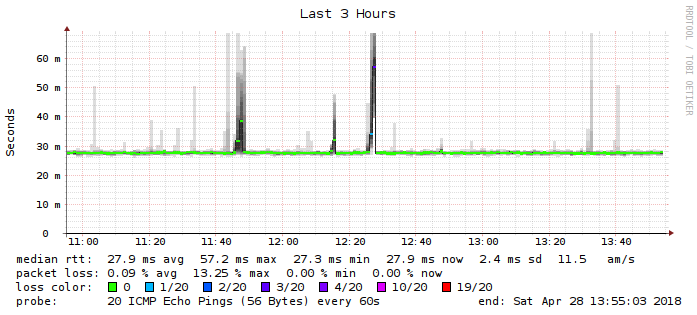 Last 3 Hours
RRDTOOL / TOBI OETIKER
Seconds
60 m
50 m
40 m
30 m
20 m
10 m
0
11:00 11:20 11:40 12:00 12:20 12:40 13:00 13:20 13:40
median rtt: 27.9 ms avg 57.2 ms max 27.3 ms min 27.9 ms now 2.4 ms sd 11.5 am/s
packet loss: 0.09 % avg 13.25 % max 0.00 % min 0.00 % now
loss color: 0 1/20 2/20 3/20 4/20 10/20 19/20
probe: 20 ICMP Echo Pings (56 Bytes) every 60s end: Sat Apr 28 13:55:03 2018